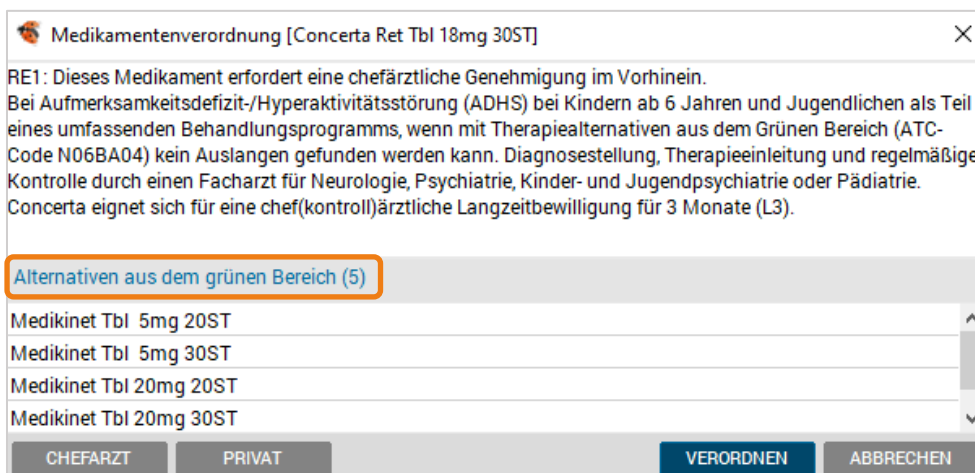 Medikamentenverordnung [Concerta Ret Tbl 18mg 30ST]
RE1: Dieses Medikament erfordert eine chefärztliche Genehmigung im Vorhinein.
Bei Aufmerksamkeitsdefizit-/Hyperaktivitätsstörung (ADHS) bei Kindern ab 6 Jahren und Jugendlichen als Teil
eines umfassenden Behandlungsprogramms, wenn mit Therapiealternativen aus dem Grünen Bereich (ATC-
Code N06BA04) kein Auslangen gefunden werden kann. Diagnosestellung, Therapieeinleitung und regelmäßige
Kontrolle durch einen Facharzt für Neurologie, Psychiatrie, Kinder- und Jugendpsychiatrie oder Pädiatrie.
Concerta eignet sich für eine chef(kontroll)ärztliche Langzeitbewilligung für 3 Monate (L3).
Alternativen aus dem grünen Bereich (5)
Medikinet Tbl 5mg 20ST
Medikinet Tbl 5mg 30ST
Medikinet Tbl 20mg 20ST
Medikinet Tbl 20mg 30ST
CHEFARZT PRIVAT VERORDNEN ABBRECHEN